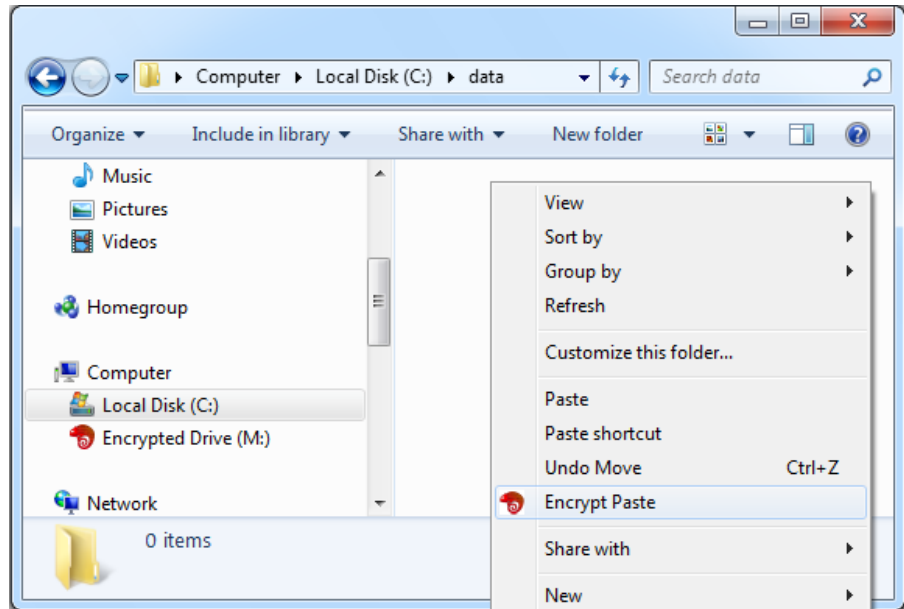 Computer ▸ Local Disk (C:) ▸ data
Search data
Organize Include in library Share with New folder
Music
Pictures
Videos
Homegroup
Computer
Local Disk (C:)
Encrypted Drive (M:)
Network
0 items
View
Sort by
Group by
Refresh
Customize this folder...
Paste
Paste shortcut
Undo Move Ctrl+Z
Encrypt Paste
Share with
New